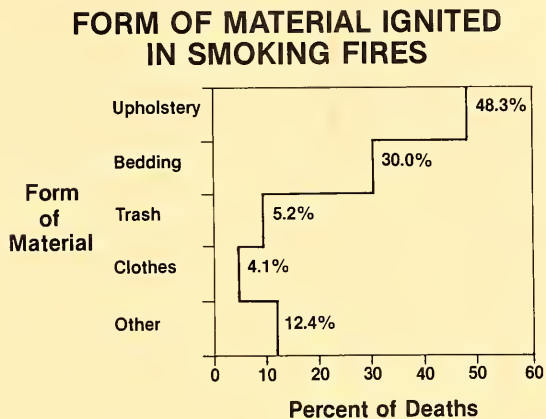 FORM OF MATERIAL IGNITED
IN SMOKING FIRES
Upholstery
48.3%
Bedding
30.0%
Form
of
Material
Trash
5.2%
Clothes
4.1%
Other
12.4%
0 10 20 30 40 50 60
Percent of Deaths